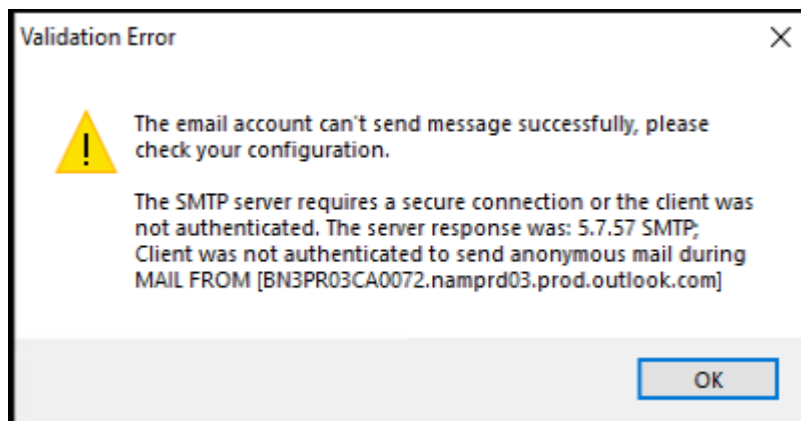 Validation Error
The email account can't send message successfully, please
check your configuration.
The SMTP server requires a secure connection or the client was
not authenticated. The server response was: 5.7.57 SMTP;
Client was not authenticated to send anonymous mail during
MAIL FROM [BN3PR03CA0072.namprd03.prod.outlook.com]
OK